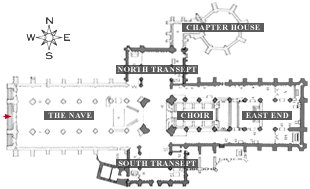 N
W E
S
CHAPTER HOUSE
NORTH TRANSEPT
THE NAVE
CHOIR
EAST END
SOUTH TRANSEPT